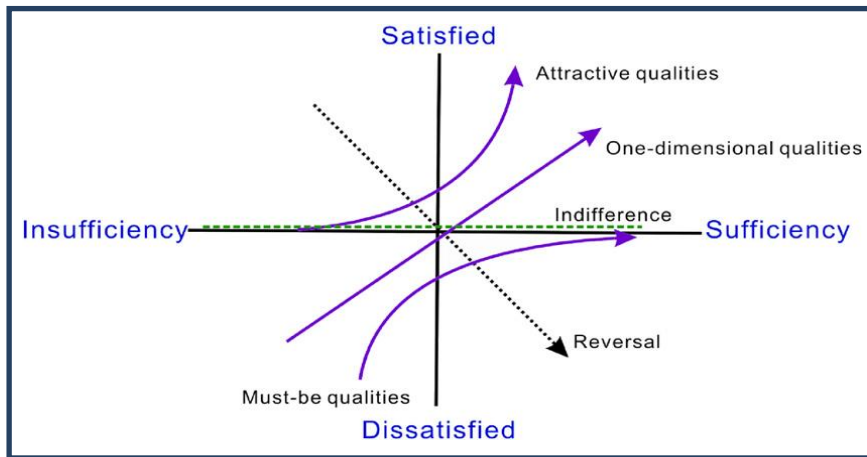 Satisfied
Attractive qualities
One-dimensional qualities
Indifference
Insufficiency
Sufficiency
Reversal
Must-be qualities
Dissatisfied